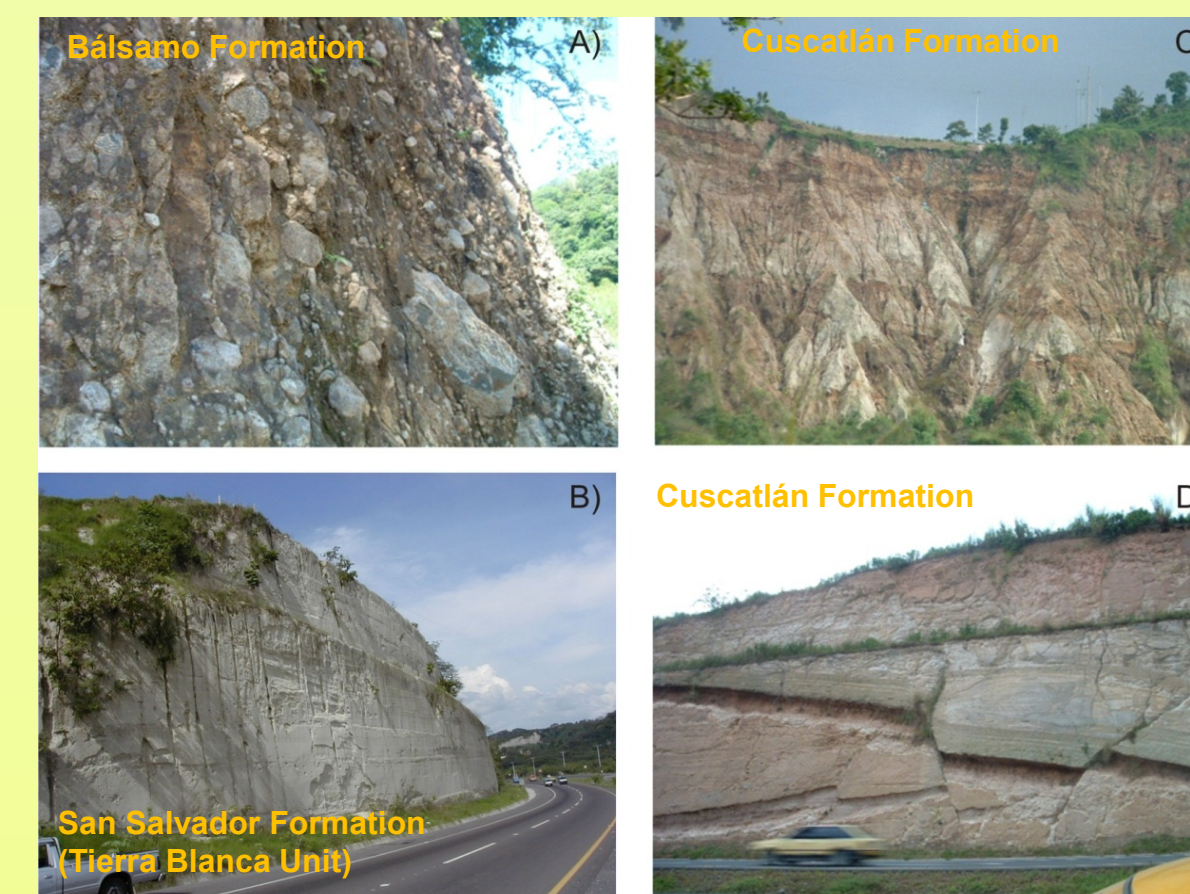 Bálsamo Formation
A)
Cuscatlán Formation
C
B)
San Salvador Formation
(Tierra Blanca Unit)
Cuscatlán Formation
D